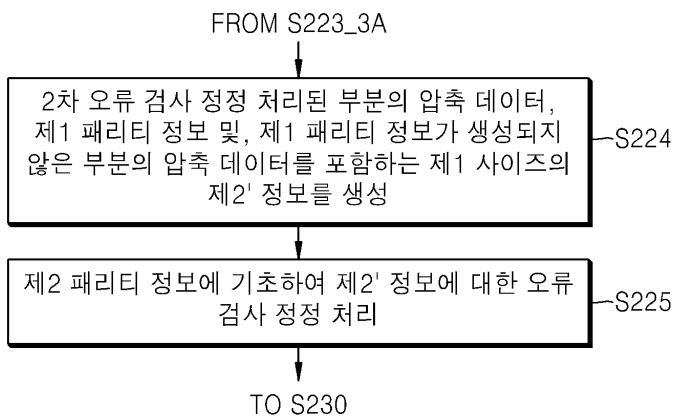 FROM S223_3A
2차 오류 검사 정정 처리된 부분의 압축 데이터,
제1 패리티 정보 및, 제1 패리티 정보가 생성되지
않은 부분의 압축 데이터를 포함하는 제1 사이즈의
제2' 정보를 생성
S224
제2 패리티 정보에 기초하여 제2' 정보에 대한 오류
검사 정정 처리
S225
TO S230